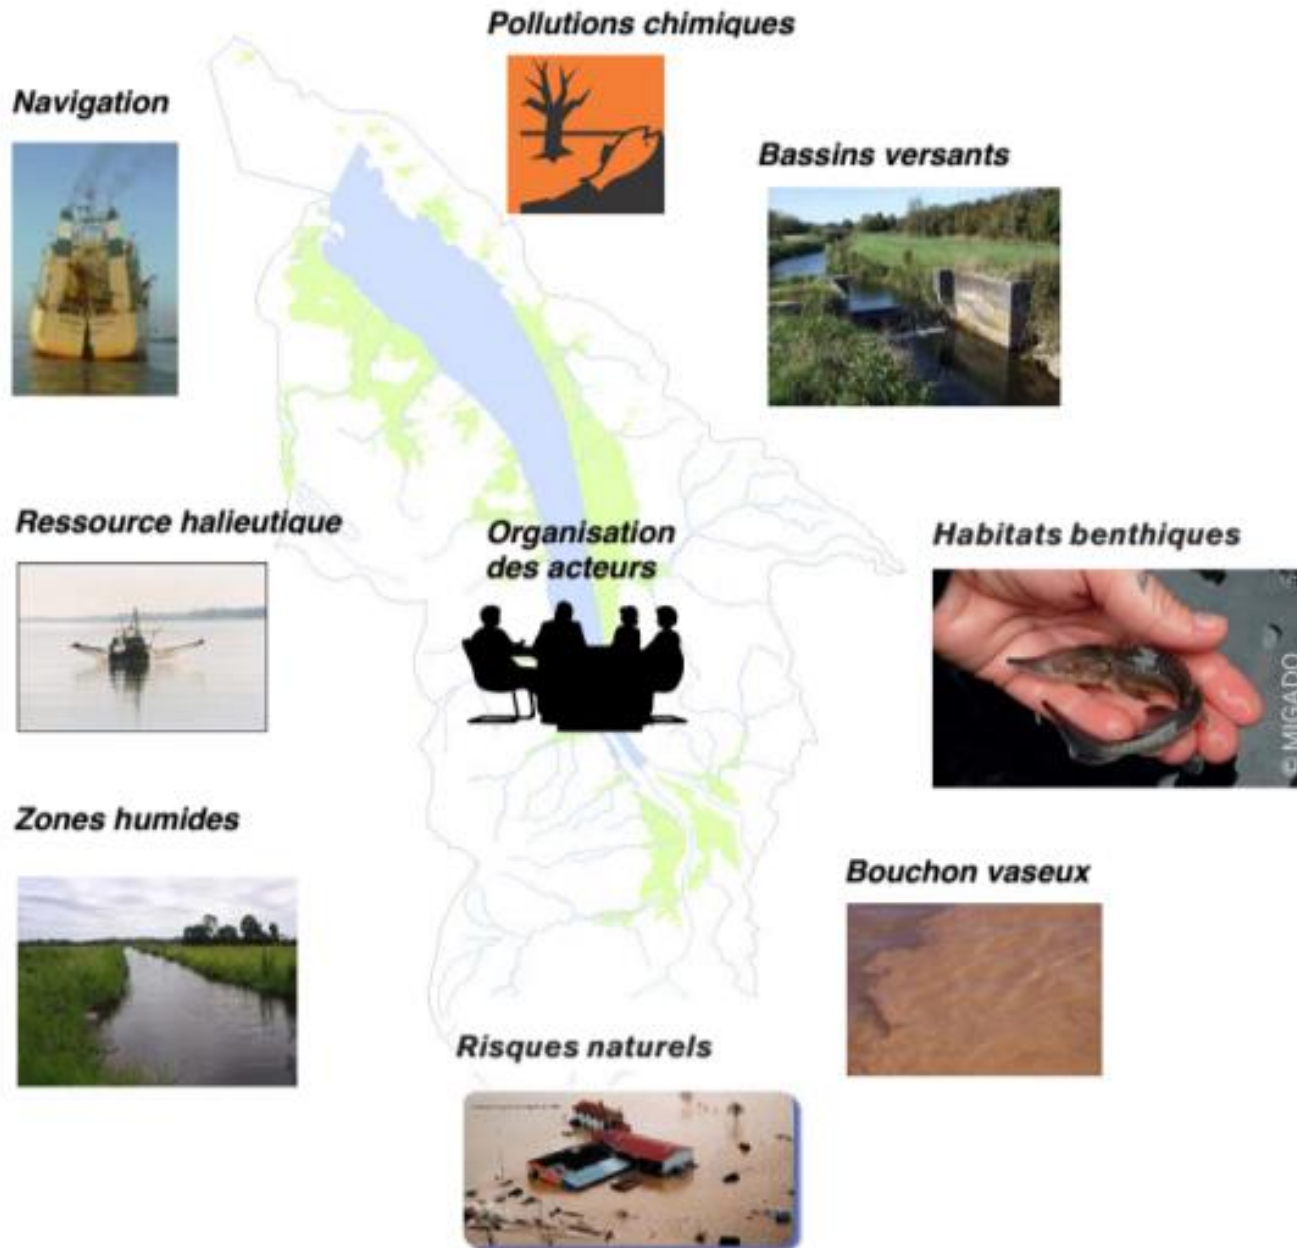 Pollutions chimiques
Navigation
Bassins versants
Ressource halieutique
Organisation
des acteurs
Habitats benthiques
© MIGADO
Zones humides
Bouchon vaseux
Risques naturels